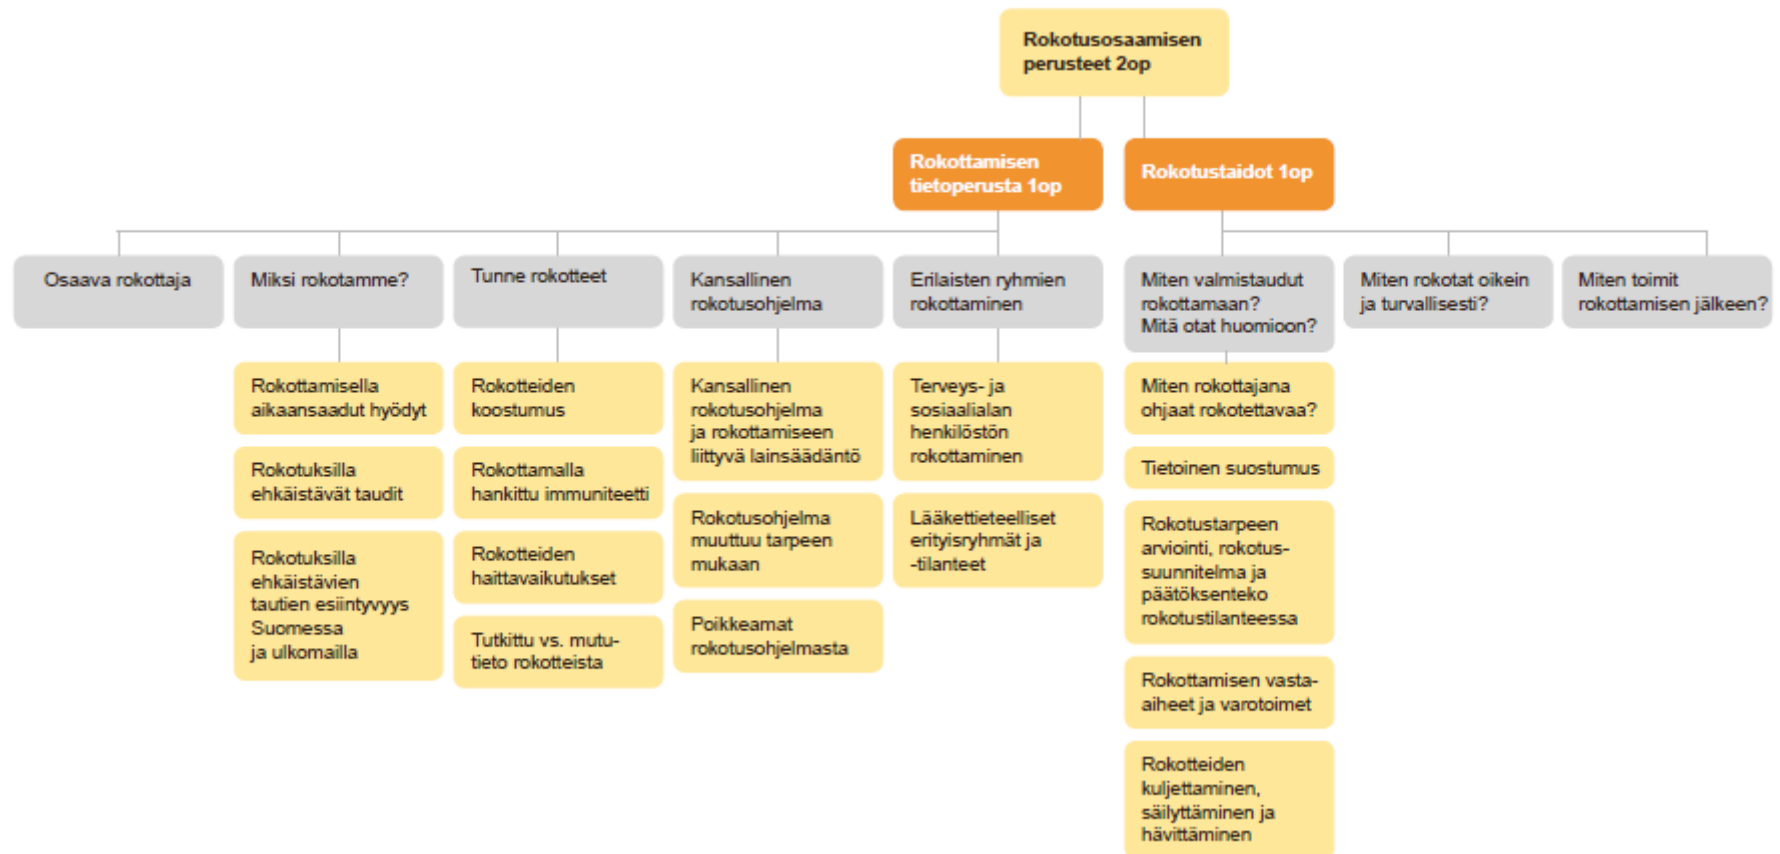 Rokotusosaamisen
perusteet 2op
Rokottamisen
tietoperusta 1op
Rokotustaidot 1op
Osaava rokottaja
Miksi rokotamme?
Tunne rokotteet
Kansallinen
rokotusohjelma
Erilaisten ryhmien
rokottaminen
Miten valmistaudut
rokottamaan?
Mitä otat huomioon?
Miten rokotat oikein
ja turvallisesti?
Miten toimit
rokottamisen jälkeen?
Rokottamisella
aikaansaadut hyödyt
Rokotuksilla
ehkäistävät taudit
Rokotuksilla
ehkäistävien
tautien esiintyvyys
Suomessa
ja ulkomailla
Rokotteiden
koostumus
Rokottamalla
hankittu immuniteetti
Rokotteiden
haittavaikutukset
Tutkittu vs. mutu-
tieto rokotteista
Kansallinen
rokotusohjelma
ja rokottamiseen
liittyvä lainsäädäntö
Rokotusohjelma
muuttuu tarpeen
mukaan
Poikkeamat
rokotusohjelmasta
Terveys- ja
sosiaalialan
henkilöstön
rokottaminen
Lääkettieteelliset
erityisryhmät ja
-tilanteet
Miten rokottajana
ohjaat rokotettavaa?
Tietoinen suostumus
Rokotustarpeen
arviointi, rokotus-
suunnitelma ja
päätöksenteko
rokotustilanteessa
Rokottamisen vasta-
aiheet ja varotoimet
Rokotteiden
kuljettaminen,
säilyttäminen ja
hävittäminen